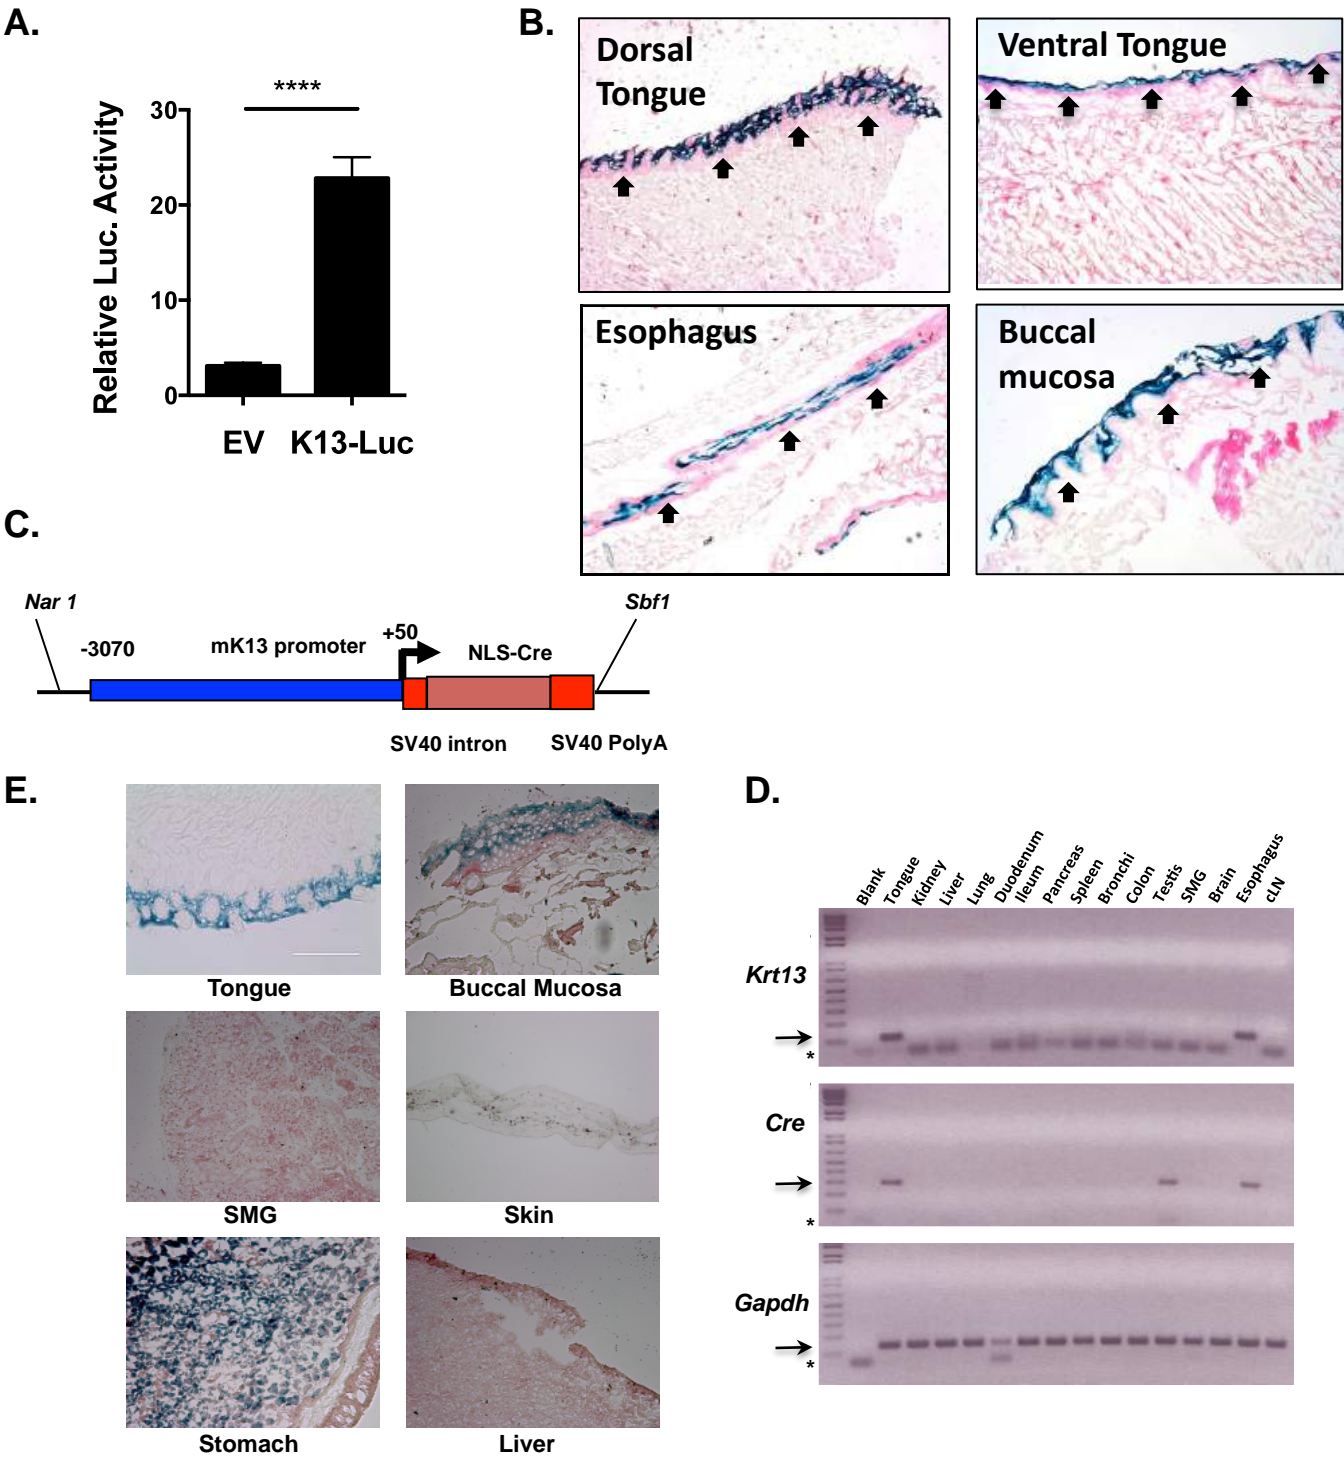 A.
****
30
20
10
0
Relative Luc. Activity
EV K13-Luc
B.
Dorsal
Tongue
Ventral Tongue
Esophagus
Buccal
mucosa
C.
Nar 1
Sbf1
-3070
mK13 promoter
+50
NLS-Cre
SV40 intron
SV40 PolyA
E.
Tongue
Buccal Mucosa
SMG
Skin
Stomach
Liver
D.
Blank
Tongue
Kidney
Liver
Lung
Duodenum
Ileum
Pancreas
Spleen
Bronchi
Colon
Testis
SMG
Brain
Esophagus
cLN
Krt13
*
Cre
*
Gapdh
*